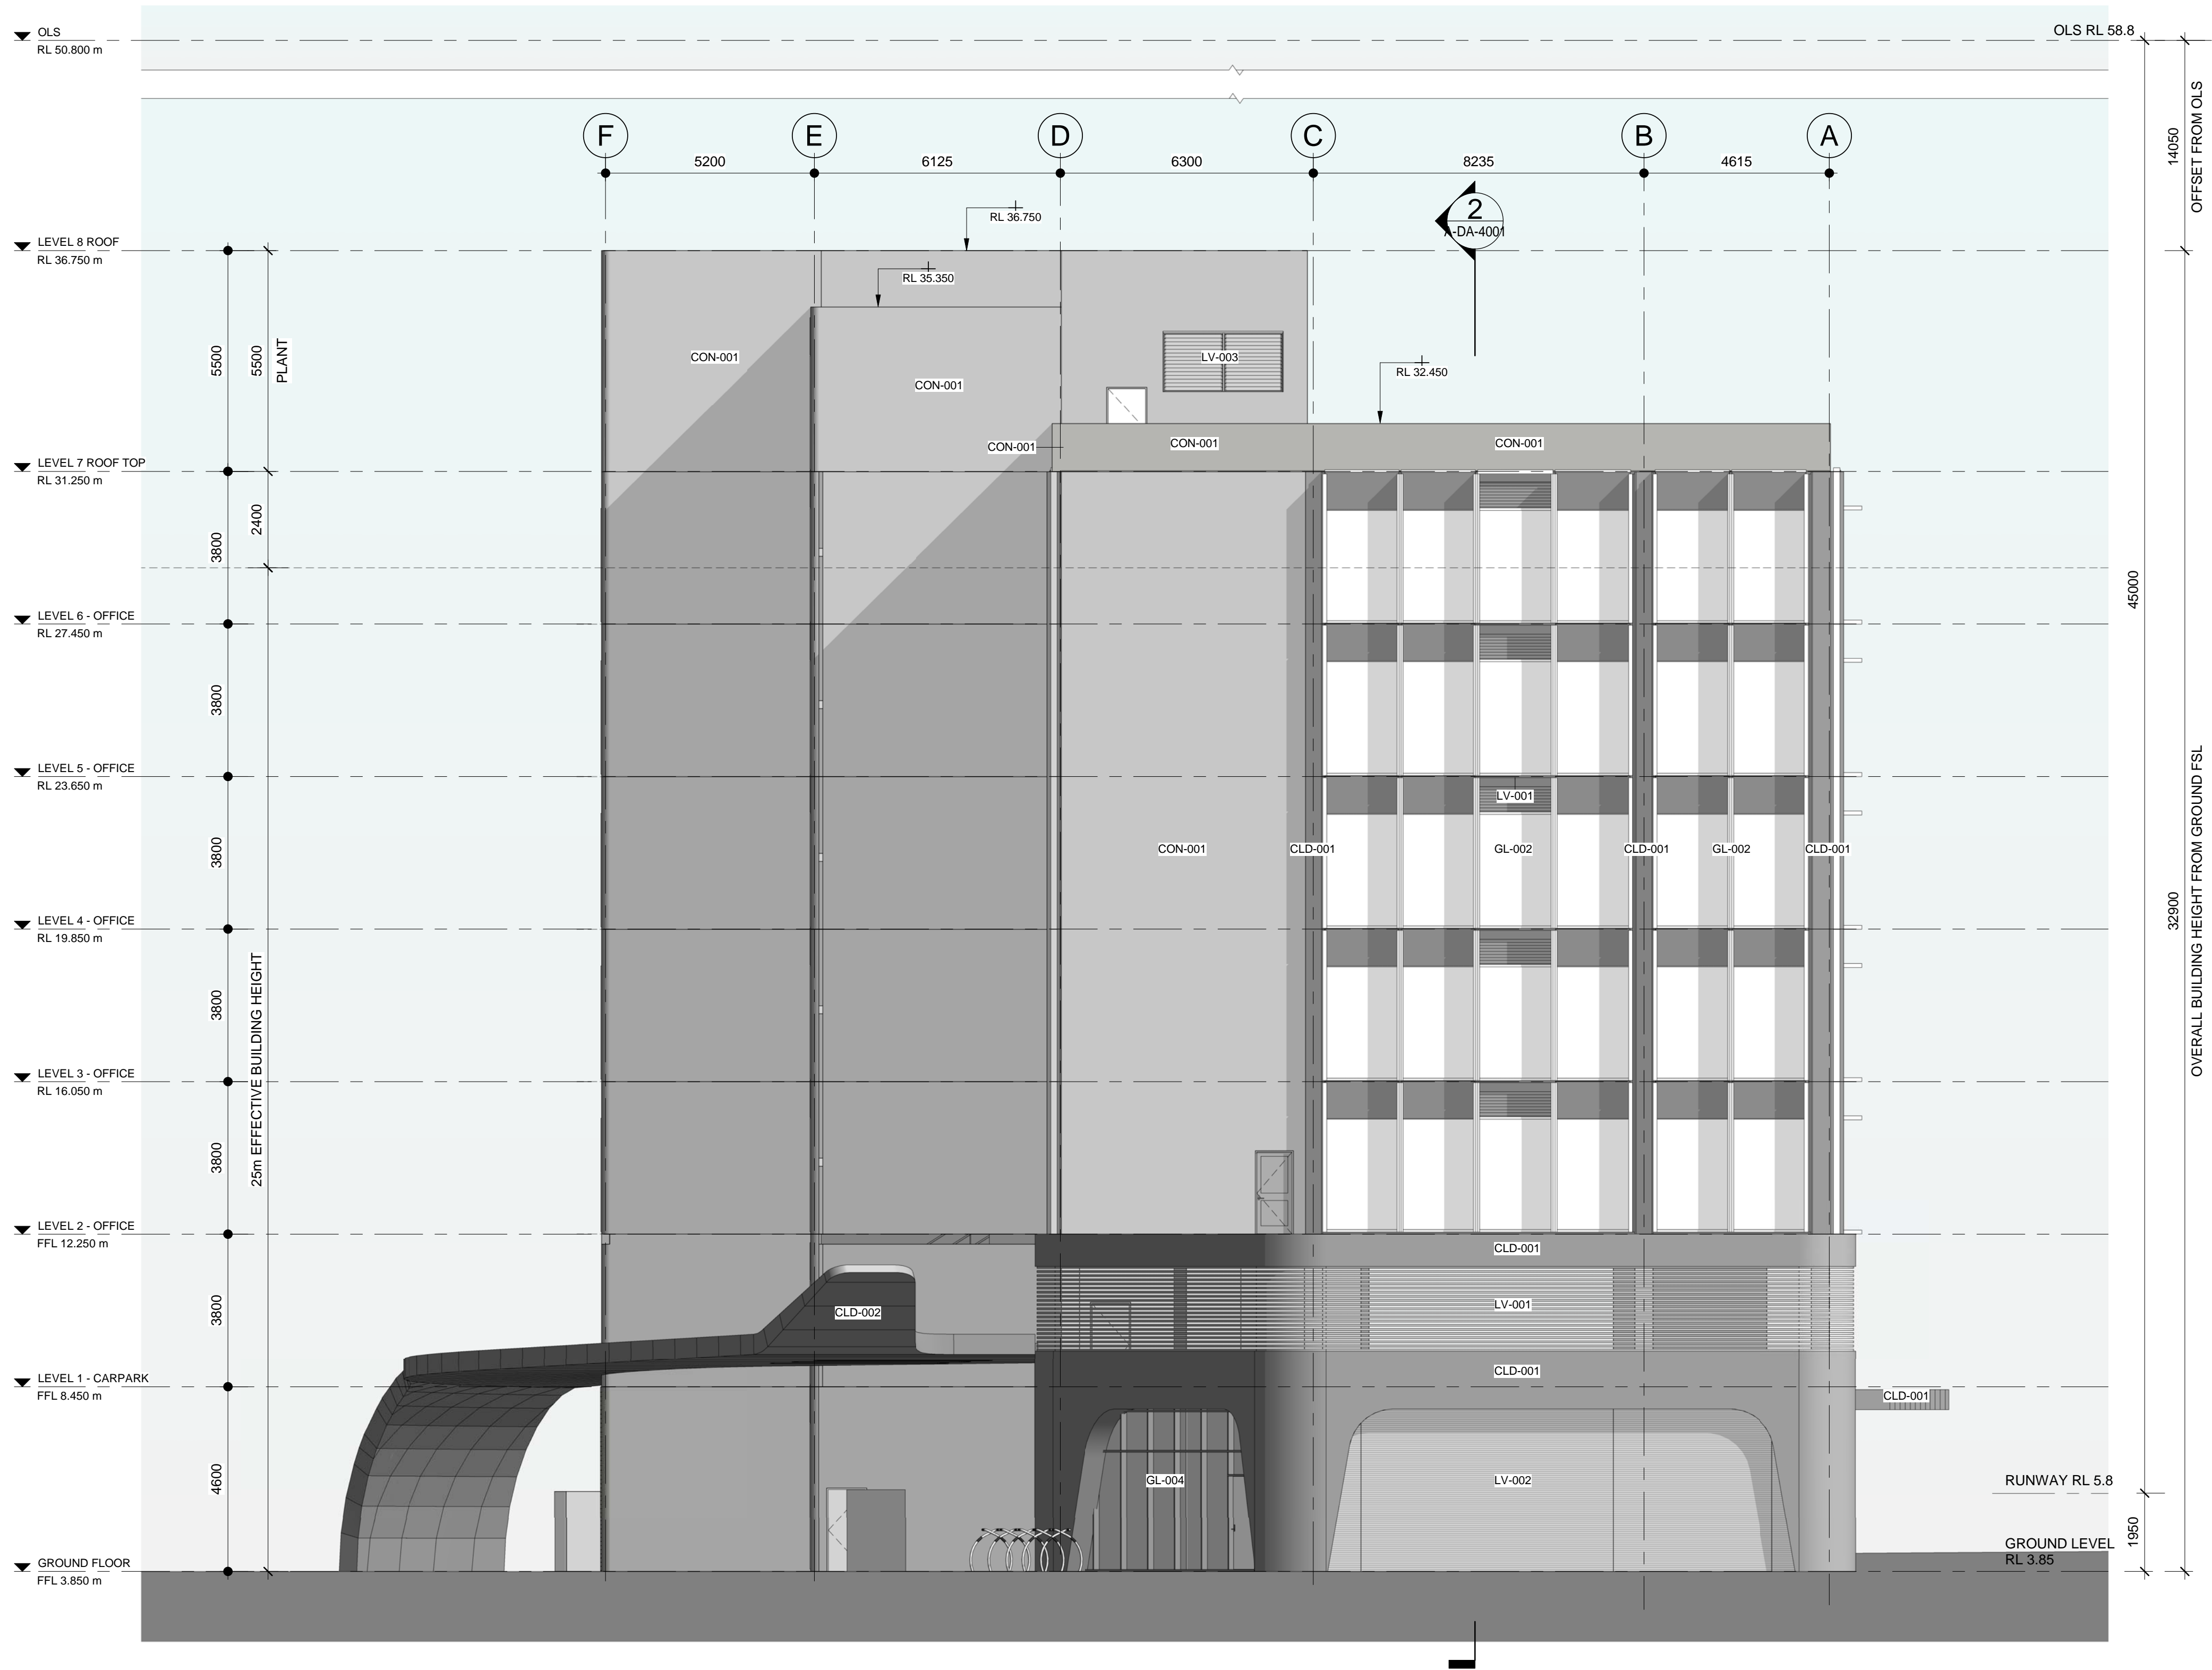 OLS
RL 50.800 m
OLS RL 58.8
F
E
D
C
B
A
5200
6125
6300
8235
4615
14050
OFFSET FROM OLS
RL 36.750
2
A-DA-4001
LEVEL 8 ROOF
RL 36.750 m
RL 35.350
5500
5500
PLANT
CON-001
CON-001
LV-003
RL 32.450
CON-001
CON-001
CON-001
LEVEL 7 ROOF TOP
RL 31.250 m
2400
3800
45000
LEVEL 6 - OFFICE
RL 27.450 m
3800
LEVEL 5 - OFFICE
RL 23.650 m
LV-001
3800
CON-001
CLD-001
GL-002
CLD-001
GL-002
CLD-001
32900
OVERALL BUILDING HEIGHT FROM GROUND FSL
LEVEL 4 - OFFICE
RL 19.850 m
3800
25m EFFECTIVE BUILDING HEIGHT
LEVEL 3 - OFFICE
RL 16.050 m
3800
LEVEL 2 - OFFICE
FFL 12.250 m
CLD-001
3800
CLD-002
LV-001
LEVEL 1 - CARPARK
FFL 8.450 m
CLD-001
CLD-001
4600
GL-004
LV-002
RUNWAY RL 5.8
1950
GROUND FLOOR
FFL 3.850 m
GROUND LEVEL
RL 3.85